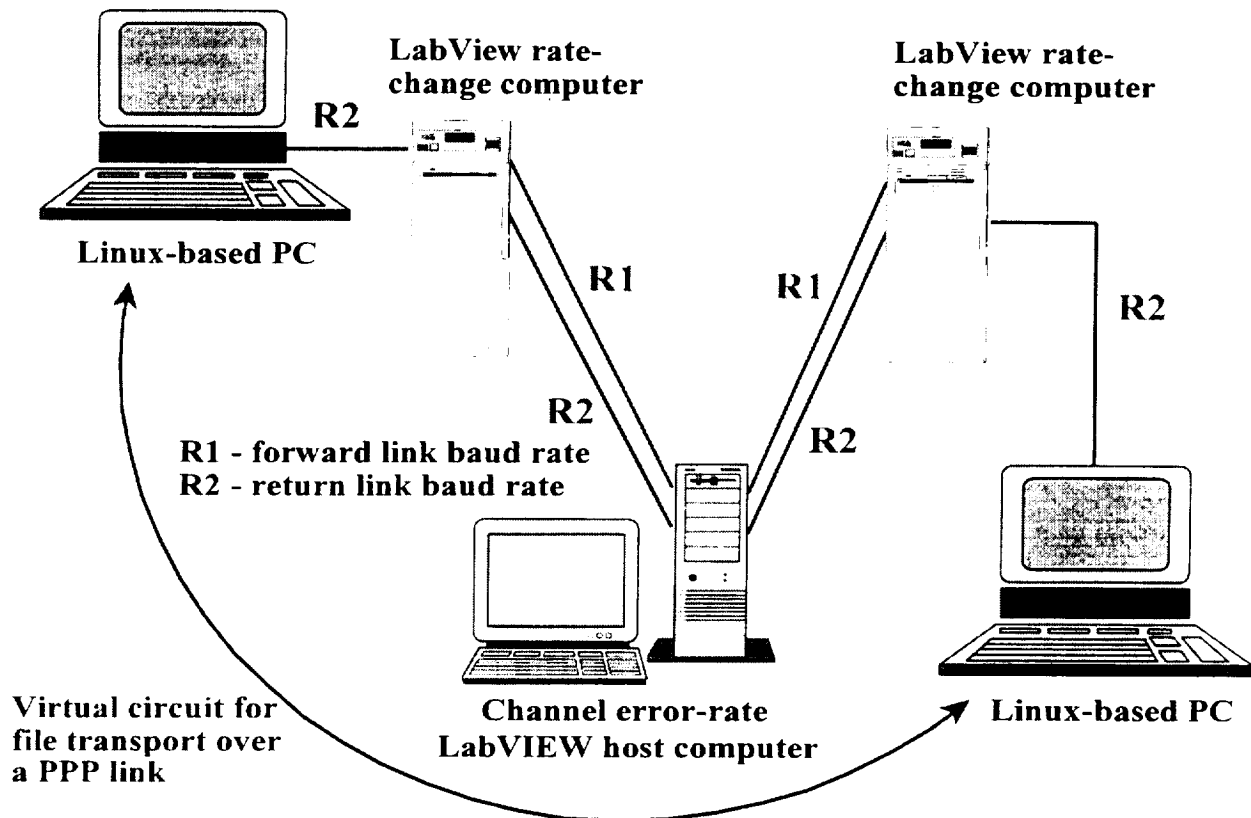 LabView rate-
change computer
LabView rate-
change computer
R2
Linux-based PC
R1
R1
R2
R2
R2
R1 - forward link baud rate
R2 - return link baud rate
Virtual circuit for
file transport over
a PPP link
Channel error-rate
LabVIEW host computer
Linux-based PC